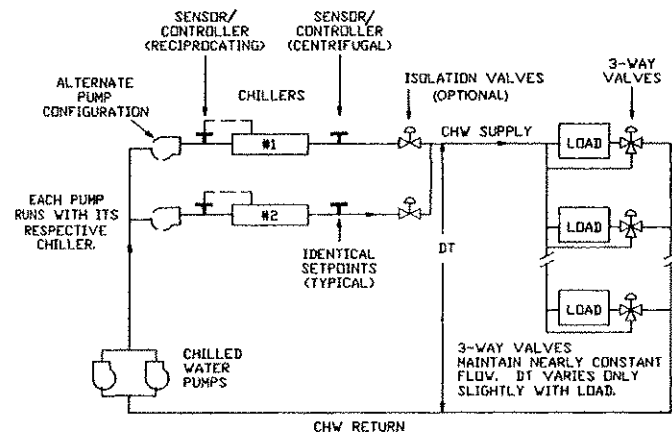 SENSOR/
CONTROLLER
(RECIPROCATING)
SENSOR/
CONTROLLER
(CENTRIFUGAL)
3-WAY
VALVES
ALTERNATE
PUMP
CONFIGURATION
CHILLERS
ISOLATION VALVES
(OPTIONAL)
CHW SUPPLY
#1
LOAD
EACH PUMP
RUNS WITH ITS
RESPECTIVE
CHILLER.
#2
LOAD
IDENTICAL
SETPOINTS
(TYPICAL)
DT
LOAD
CHILLED
WATER
PUMPS
3-WAY VALVES
MAINTAIN NEARLY CONSTANT
FLOW. DT VARIES ONLY
SLIGHTLY WITH LOAD.
CHW RETURN